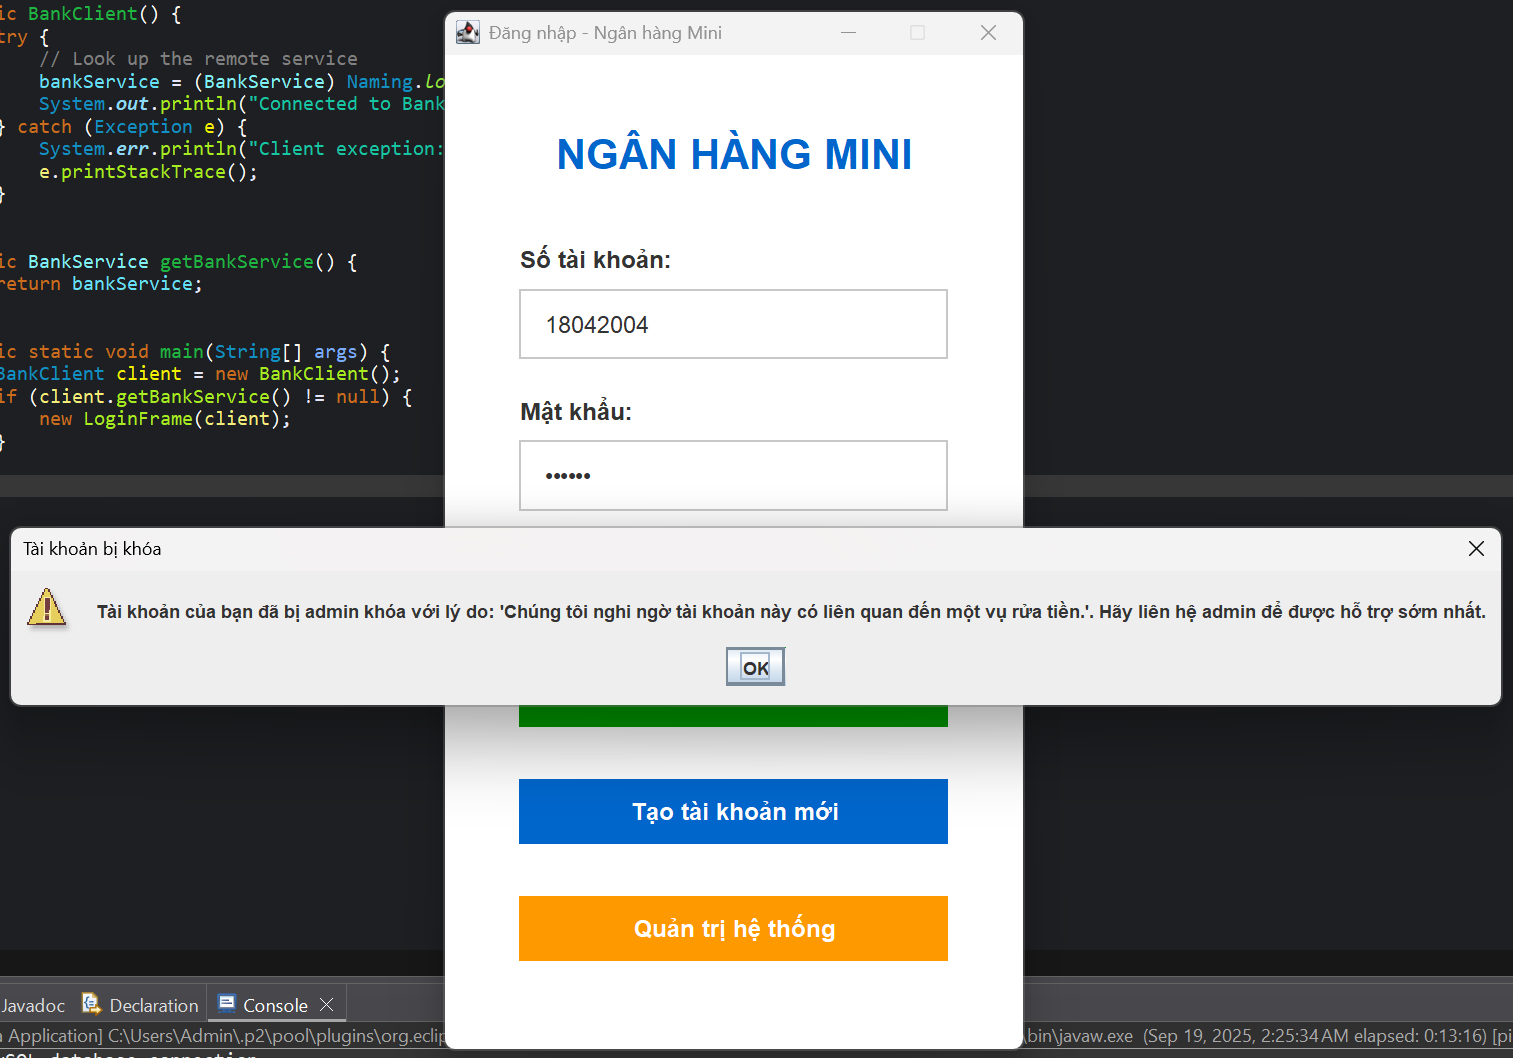 ic BankClient() {
try {
// Look up the remote service
bankService = (BankService) Naming.lo
System.out.println("Connected to Bank
} catch (Exception e) {
System.err.println("Client exception:
e.printStackTrace();
}
ic BankService getBankService() {
return bankService;
ic static void main(String[] args) {
BankClient client = new BankClient();
if (client.getBankService() != null) {
new LoginFrame(client);
}
Đăng nhập - Ngân hàng Mini
NGÂN HÀNG MINI
Số tài khoản:
18042004
Mật khẩu:
••••••
Tài khoản bị khóa
Tài khoản của bạn đã bị admin khóa với lý do: 'Chúng tôi nghi ngờ tài khoản này có liên quan đến một vụ rửa tiền.'. Hãy liên hệ admin để được hỗ trợ sớm nhất.
OK
Tạo tài khoản mới
Quản trị hệ thống
Javadoc Declaration Console
a Application] C:\Users\Admin\.p2\pool\plugins\org.eclip \bin\javaw.exe (Sep 19, 2025, 2:25:34 AM elapsed: 0:13:16) [pi
database connection